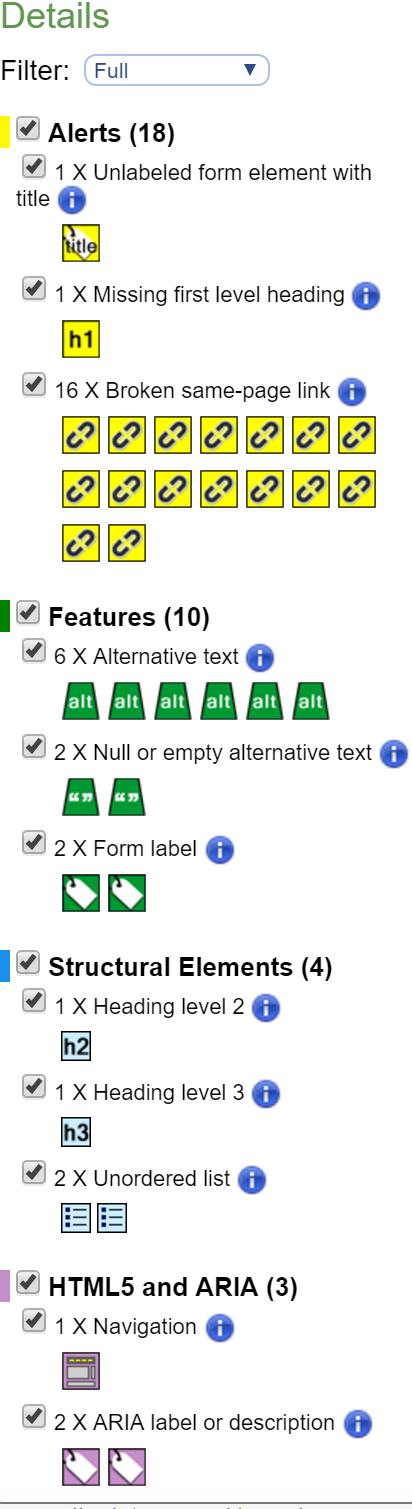 Details
Filter: Full
Alerts (18)
1 X Unlabeled form element with
title
title
1 X Missing first level heading
h1
16 X Broken same-page link
Features (10)
6 X Alternative text
alt alt alt alt alt alt
2 X Null or empty alternative text
“” “”
2 X Form label
Structural Elements (4)
1 X Heading level 2
h2
1 X Heading level 3
h3
2 X Unordered list
HTML5 and ARIA (3)
1 X Navigation
2 X ARIA label or description